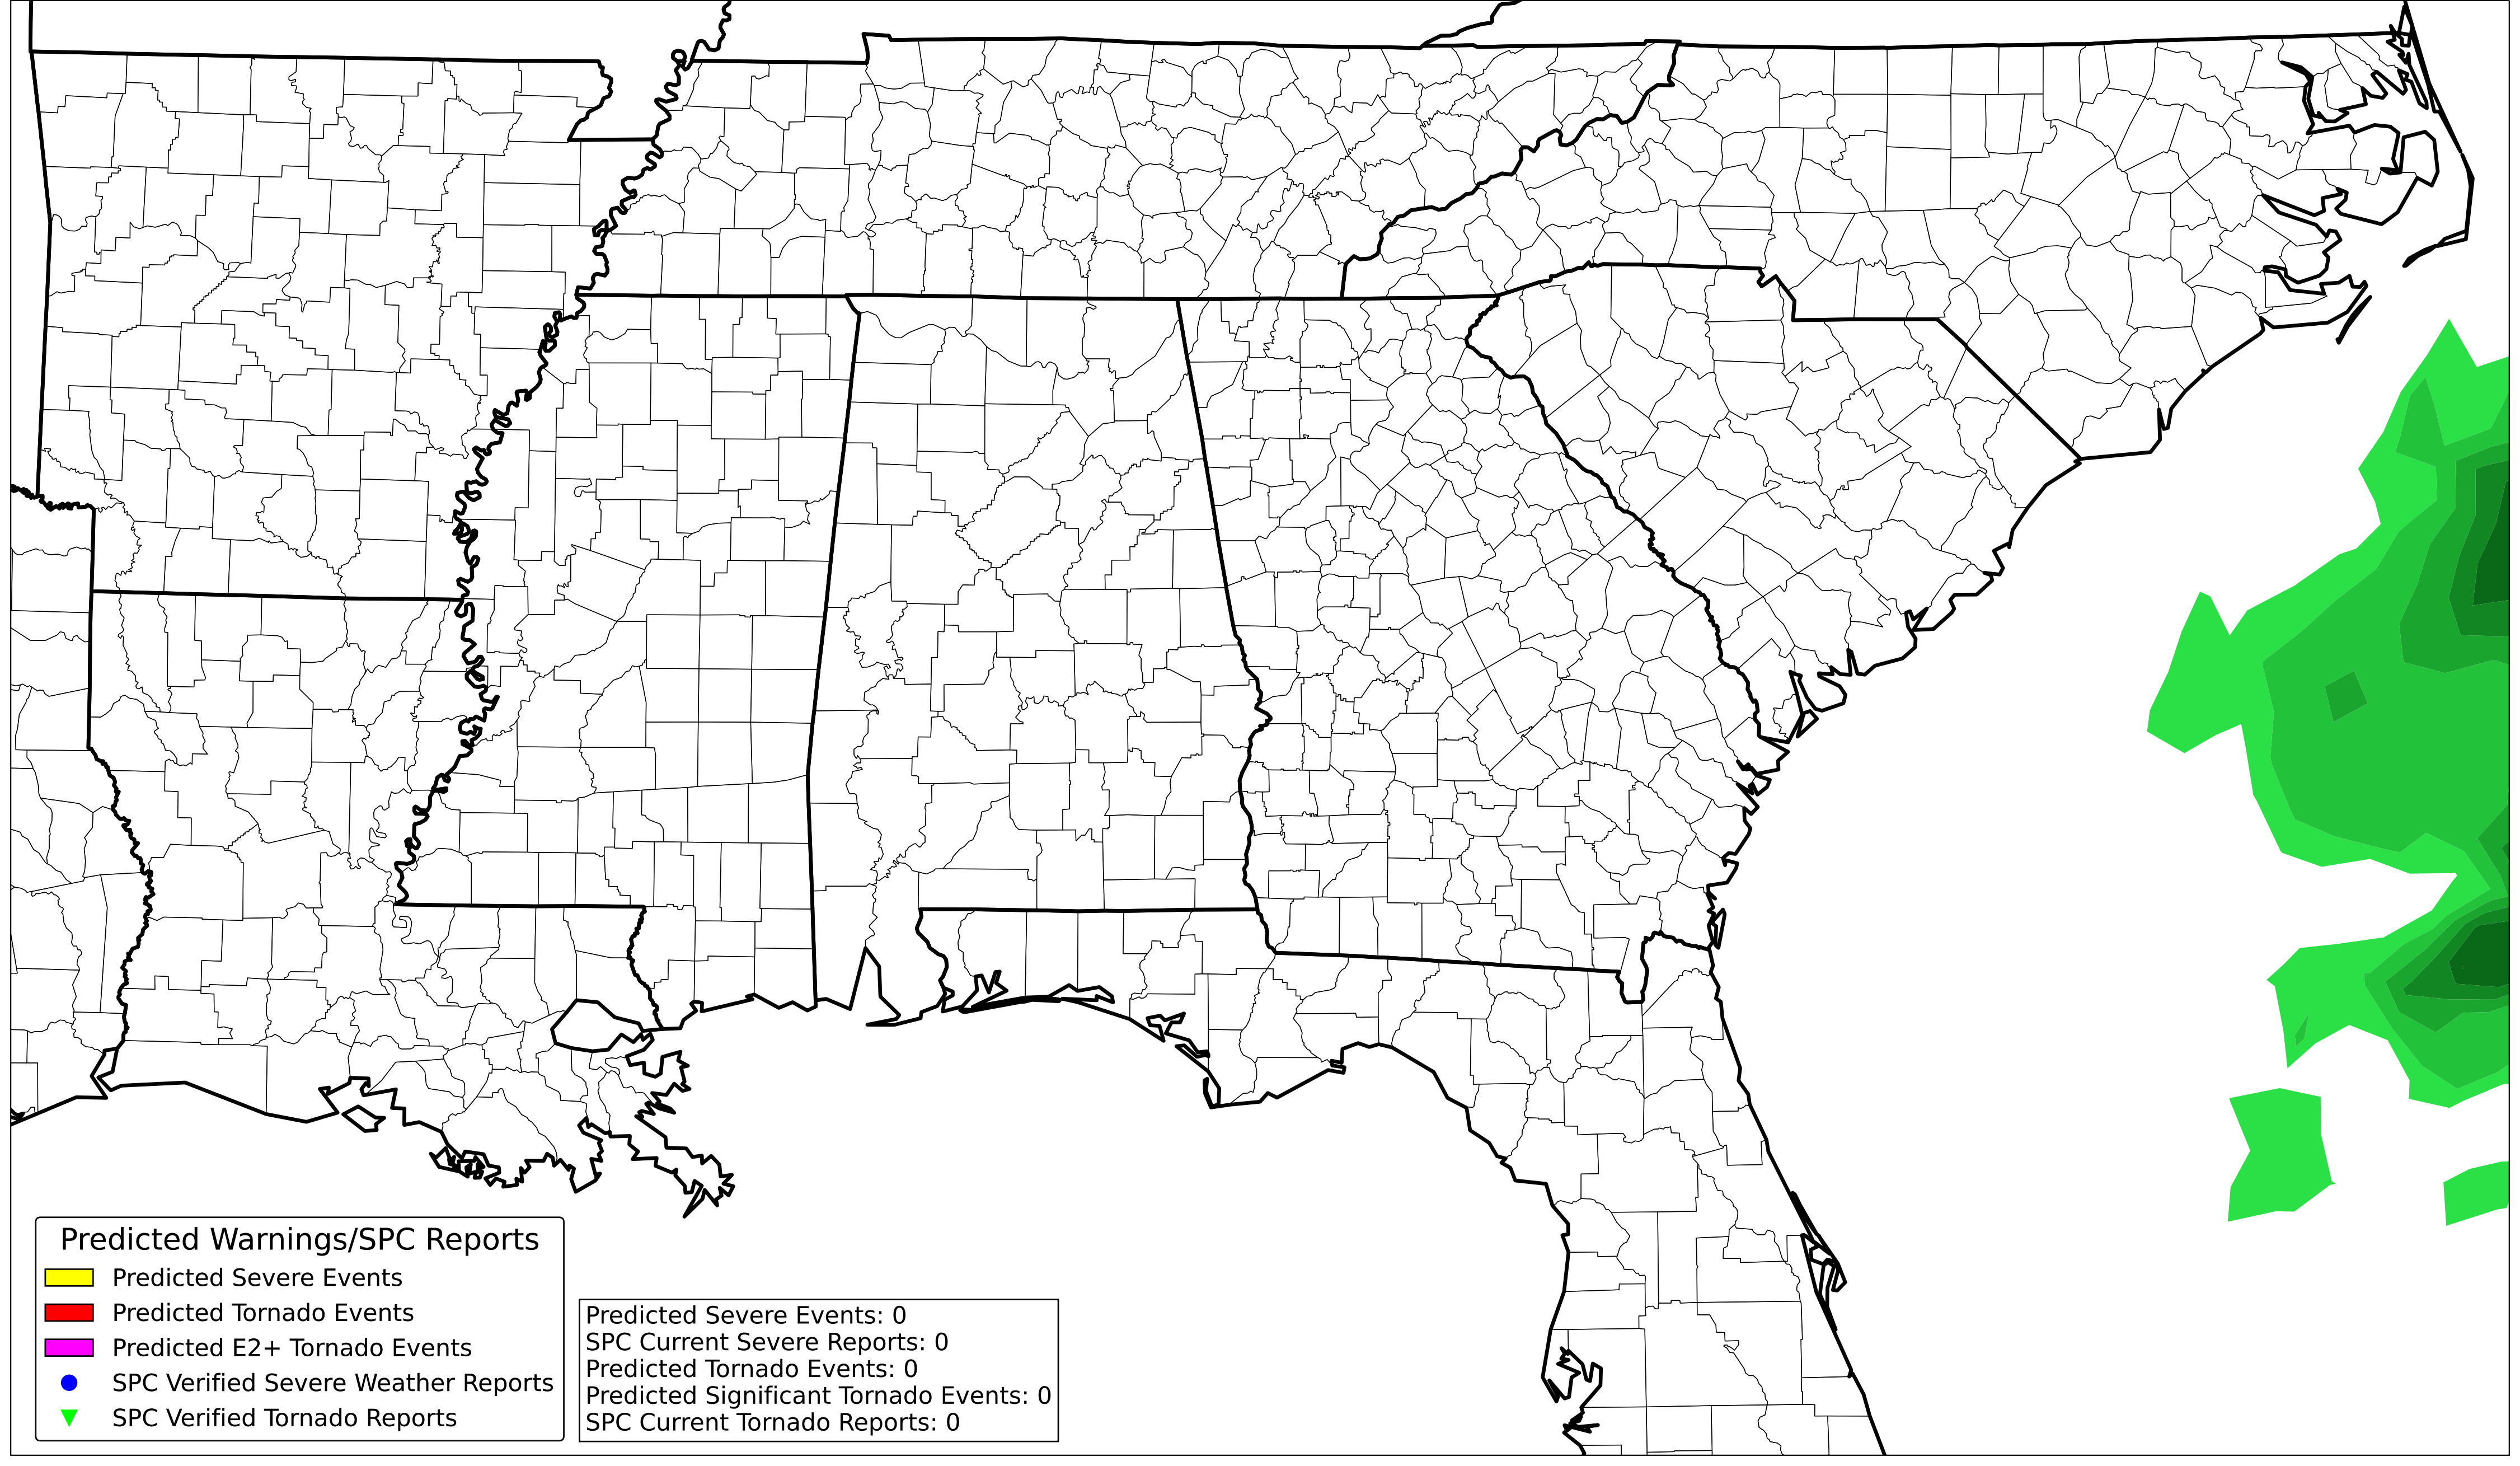 Predicted Warnings/SPC Reports
Predicted Severe Events
Predicted Tornado Events
Predicted E2+ Tornado Events
SPC Verified Severe Weather Reports
SPC Verified Tornado Reports
Predicted Severe Events: 0
SPC Current Severe Reports: 0
Predicted Tornado Events: 0
Predicted Significant Tornado Events: 0
SPC Current Tornado Reports: 0